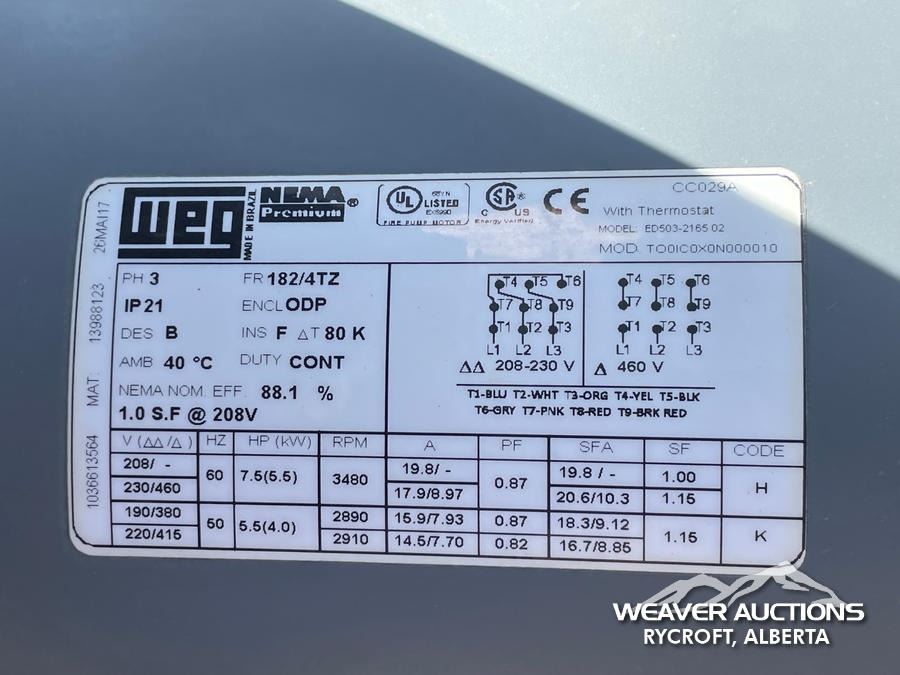 26MAI17
MAT: 13988123
1036613564
WEG
MADE IN BRAZIL
NEMA
Premium®
UL LISTED
FIRE PUMP MOTOR
CSA®
C US
Energy Verified
CE
CC029A
With Thermostat
MODEL: ED503-2165 02
MOD. TO0IC0X0N000010
PH 3 FR 182/4TZ
IP 21 ENCL ODP
DES B INS F ΔT 80 K
AMB 40 °C DUTY CONT
NEMA NOM. EFF. 88.1 %
1.0 S.F @ 208V
T4 T5 T6
T7 T8 T9
T1 T2 T3
L1 L2 L3
ΔΔ 208-230 V
T4 T5 T6
T7 T8 T9
T1 T2 T3
L1 L2 L3
Δ 460 V
T1-BLU T2-WHT T3-ORG T4-YEL T5-BLK
T6-GRY T7-PNK T8-RED T9-BRK RED
V (ΔΔ/Δ) HZ HP (kW) RPM A PF SFA SF CODE
208/ - 60 7.5(5.5) 3480 19.8/ - 0.87 19.8 / - 1.00 H
230/460 17.9/8.97 20.6/10.3 1.15
190/380 50 5.5(4.0) 2890 15.9/7.93 0.87 18.3/9.12 1.15 K
220/415 2910 14.5/7.70 0.82 16.7/8.85
WEAVER AUCTIONS
RYCROFT, ALBERTA